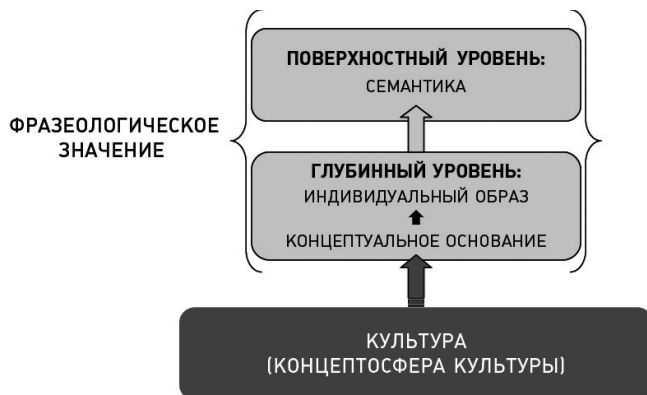 ПОВЕРХНОСТНЫЙ УРОВЕНЬ:
СЕМАНТИКА
ФРАЗЕОЛОГИЧЕСКОЕ
ЗНАЧЕНИЕ
ГЛУБИННЫЙ УРОВЕНЬ:
ИНДИВИДУАЛЬНЫЙ ОБРАЗ
КОНЦЕПТУАЛЬНОЕ ОСНОВАНИЕ
КУЛЬТУРА
(КОНЦЕПТОСФЕРА КУЛЬТУРЫ)